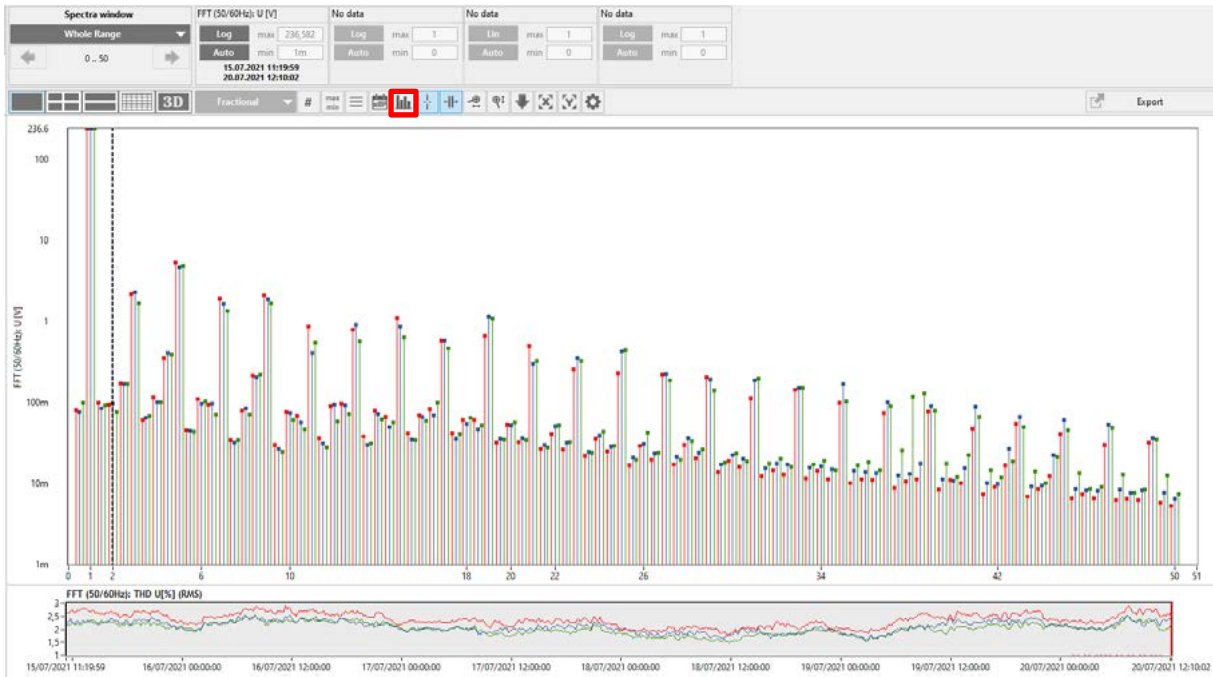 Spectra window
Whole Range
0 .. 50
FFT (50/60Hz): U [V]
Log max 236,582
Auto min 1m
15.07.2021 11:19:59
20.07.2021 12:10:02
No data
Log max 1
Auto min 0
No data
Lin max 1
Auto min 0
No data
Log max 1
Auto min 0
3D
Fractional
#
max
min
Export
FFT (50/60Hz): U [V]
236.6
100
10
1
100m
10m
1m
0 1 2 6 10 18 20 22 26 34 42 50 51
FFT (50/60Hz): THD U[%] (RMS)
3
2,5
2
1,5
1
15/07/2021 11:19:59 16/07/2021 00:00:00 16/07/2021 12:00:00 17/07/2021 00:00:00 17/07/2021 12:00:00 18/07/2021 00:00:00 18/07/2021 12:00:00 19/07/2021 00:00:00 19/07/2021 12:00:00 20/07/2021 00:00:00 20/07/2021 12:10:02